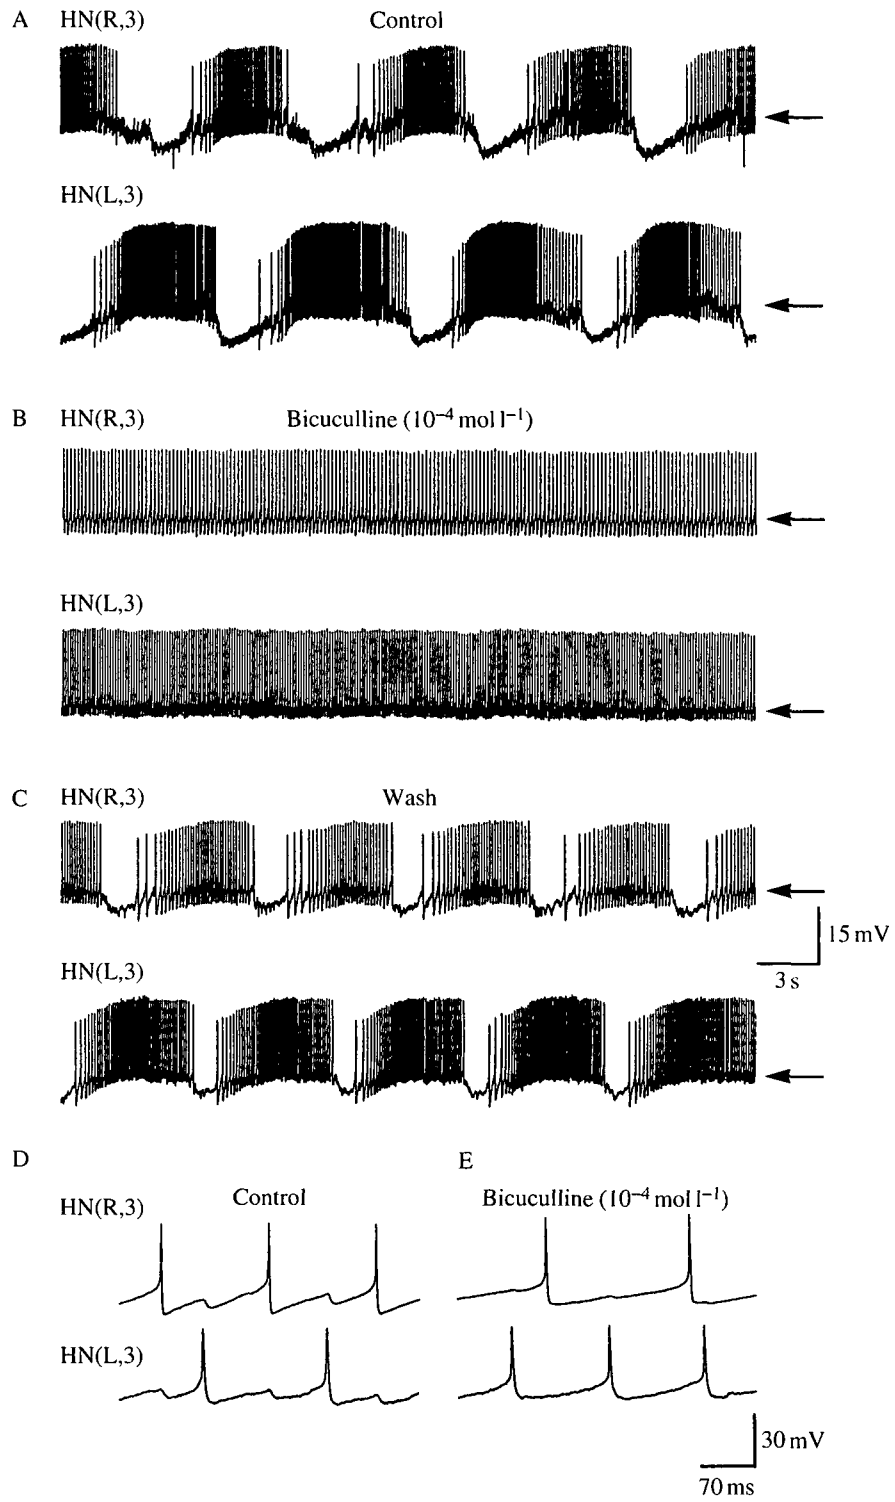 A HN(R,3) Control
HN(L,3)
B HN(R,3) Bicuculline (10⁻⁴ mol l⁻¹)
HN(L,3)
C HN(R,3) Wash
15 mV
3 s
HN(L,3)
D E
HN(R,3) Control Bicuculline (10⁻⁴ mol l⁻¹)
HN(L,3)
30 mV
70 ms